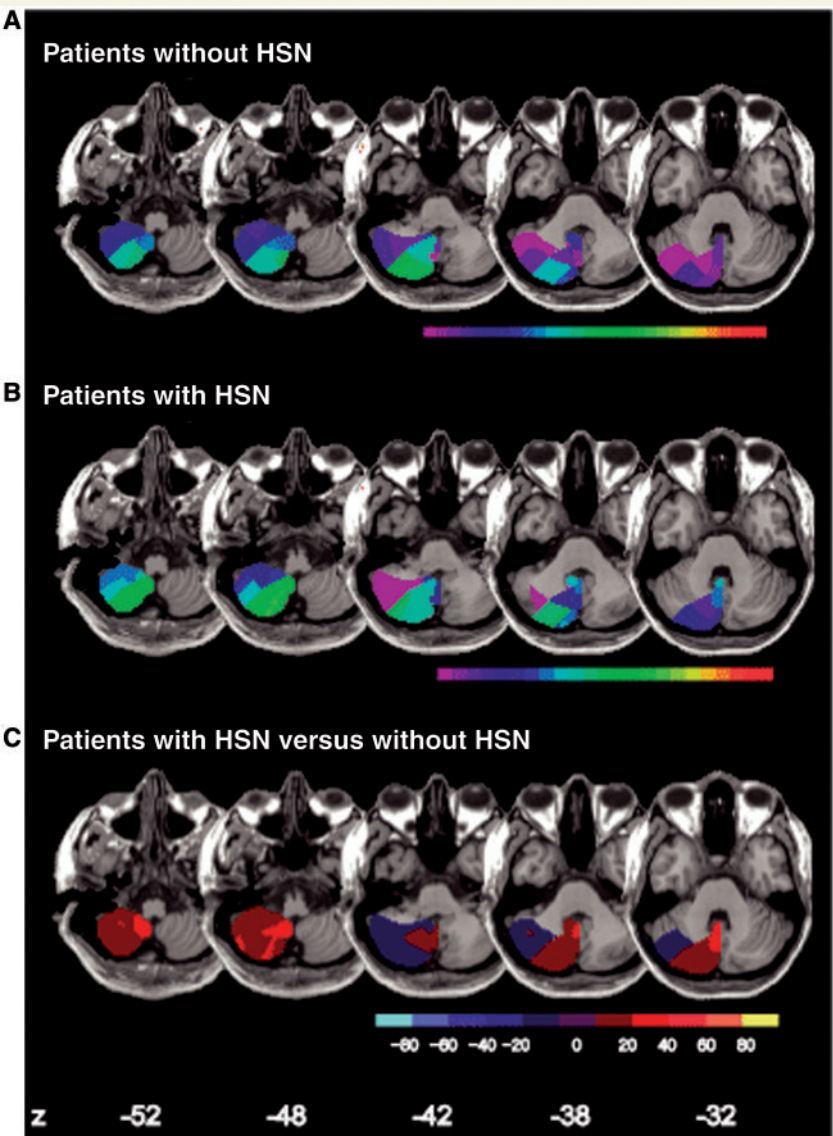 A
Patients without HSN
B
Patients with HSN
C
Patients with HSN versus without HSN
-80 -60 -40 -20 0 20 40 60 80
z -52 -48 -42 -38 -32